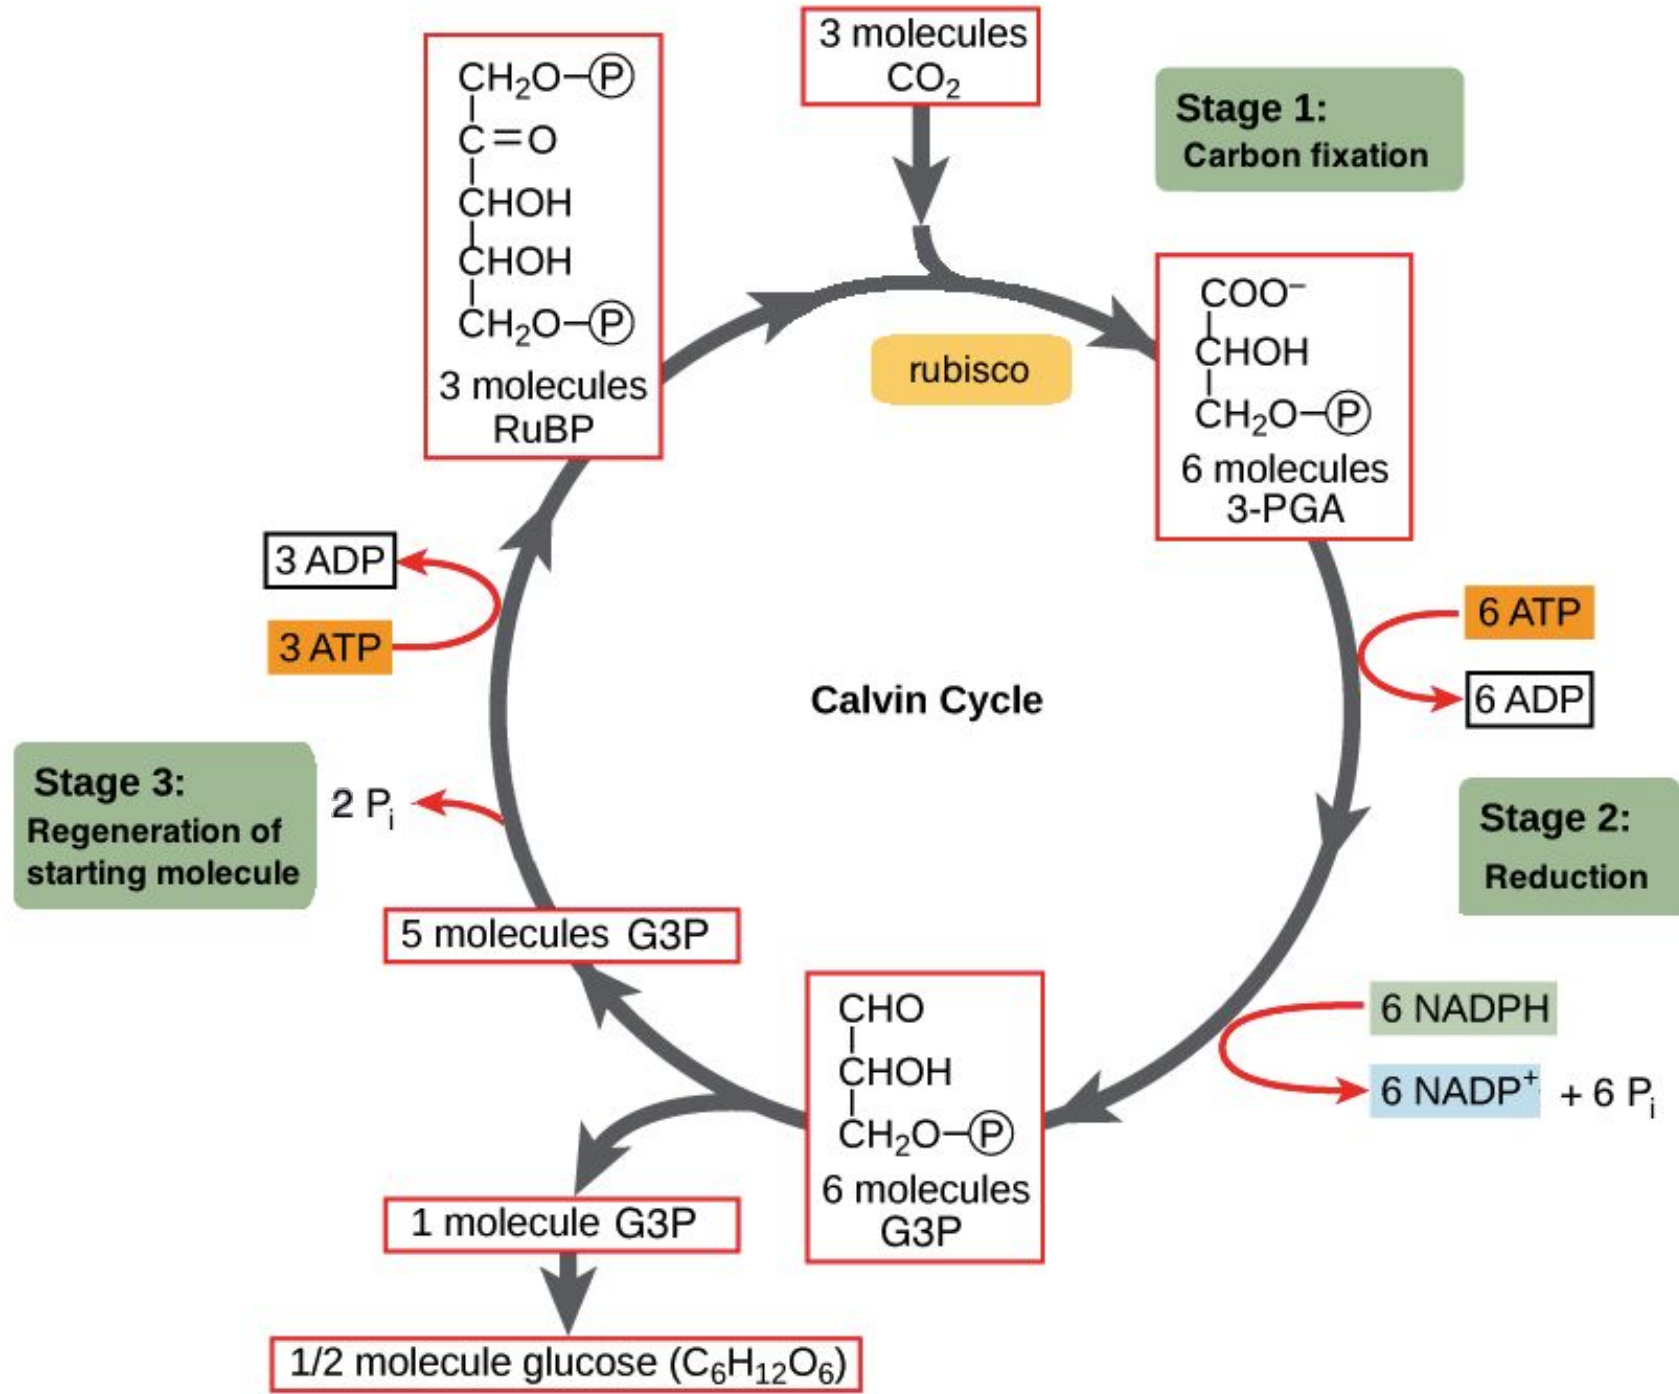 3 molecules
CO₂
Stage 1:
Carbon fixation
CH₂O–P
C=O
CHOH
CHOH
CH₂O–P
3 molecules
RuBP
rubisco
COO⁻
CHOH
CH₂O–P
6 molecules
3-PGA
3 ADP
3 ATP
6 ATP
6 ADP
Calvin Cycle
Stage 3:
Regeneration of
starting molecule
2 Pᵢ
Stage 2:
Reduction
5 molecules G3P
6 NADPH
6 NADP⁺ + 6 Pᵢ
CHO
CHOH
CH₂O–P
6 molecules
G3P
1 molecule G3P
1/2 molecule glucose (C₆H₁₂O₆)